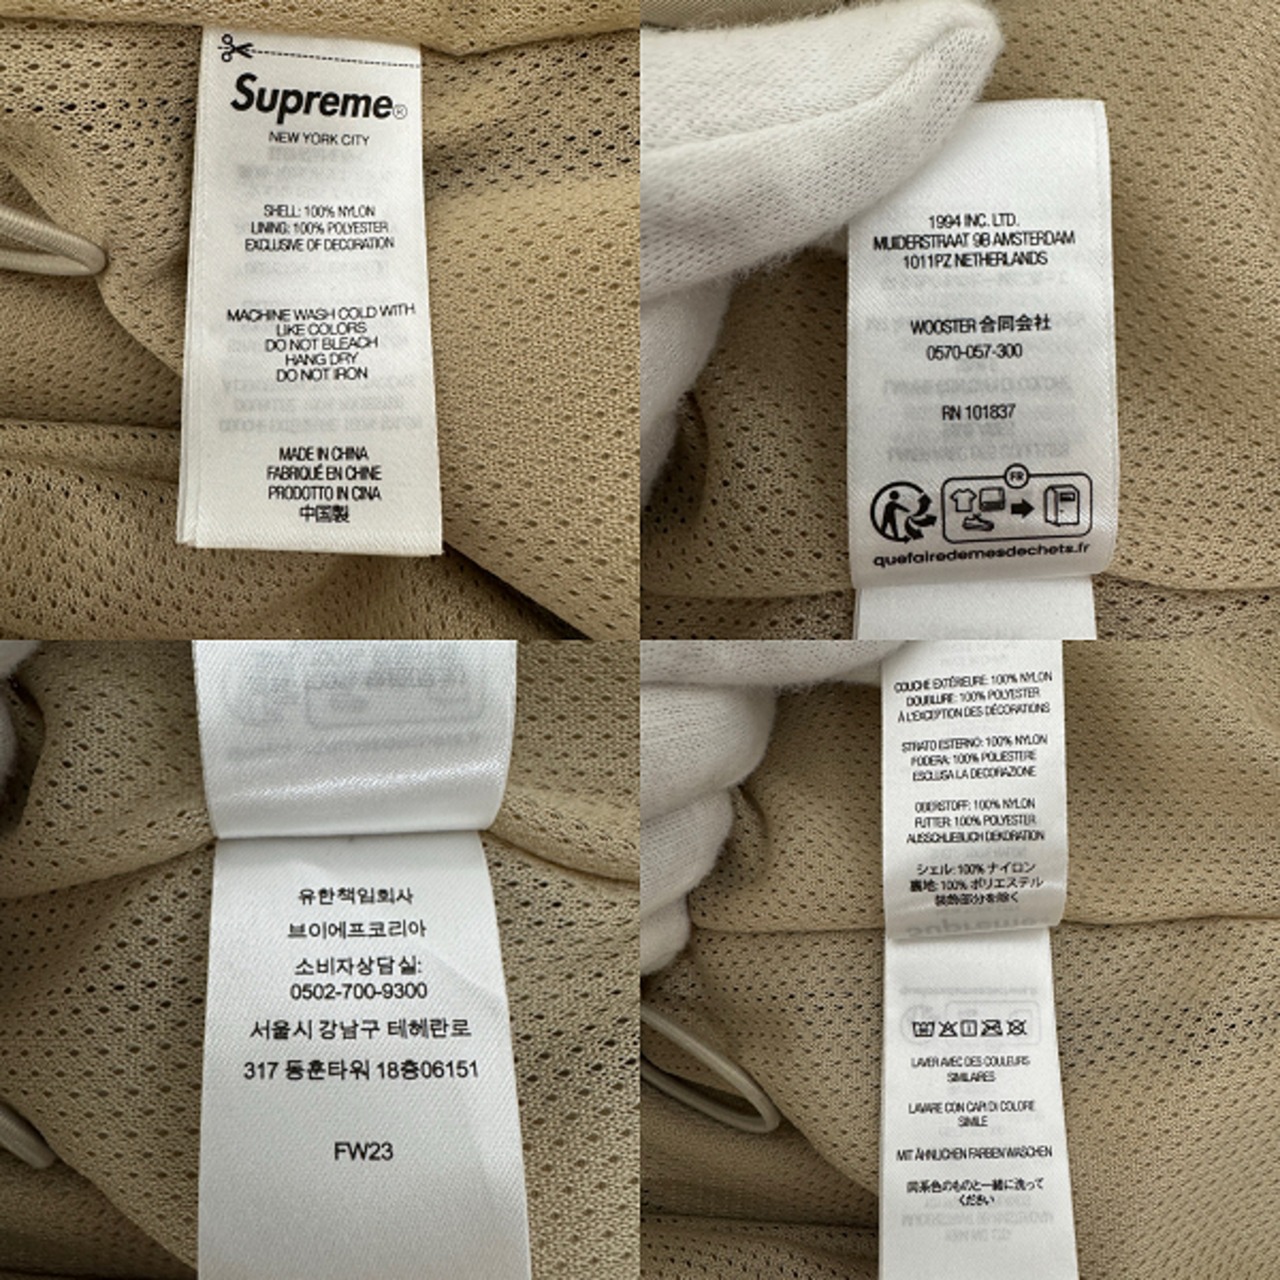 Supreme®
NEW YORK CITY
SHELL: 100% NYLON
LINING: 100% POLYESTER
EXCLUSIVE OF DECORATION
MACHINE WASH COLD WITH
LIKE COLORS
DO NOT BLEACH
HANG DRY
DO NOT IRON
MADE IN CHINA
FABRIQUÉ EN CHINE
PRODOTTO IN CINA
中国製
1994 INC. LTD.
MUIDERSTRAAT 9B AMSTERDAM
1011PZ NETHERLANDS
WOOSTER 合同会社
0570-057-300
RN 101837
FR
quefairedemesdechets.fr
유한책임회사
브이에프코리아
소비자상담실:
0502-700-9300
서울시 강남구 테헤란로
317 동훈타워 18층06151
FW23
COUCHE EXTÉRIEURE: 100% NYLON
DOUBLURE: 100% POLYESTER
À L'EXCEPTION DES DÉCORATIONS
STRATO ESTERNO: 100% NYLON
FODERA: 100% POLIESTERE
ESCLUSA LA DECORAZIONE
OBERSTOFF: 100% NYLON
FUTTER: 100% POLYESTER
AUSSCHLIEBLICH DEKORATION
シェル: 100% ナイロン
裏地: 100% ポリエステル
装飾部分を除く
LAVER AVEC DES COULEURS
SIMILAIRES
LAVARE CON CAPI DI COLORE
SIMILE
MIT ÄHNLICHEN FARBEN WASCHEN
同系色のものと一緒に洗って
ください